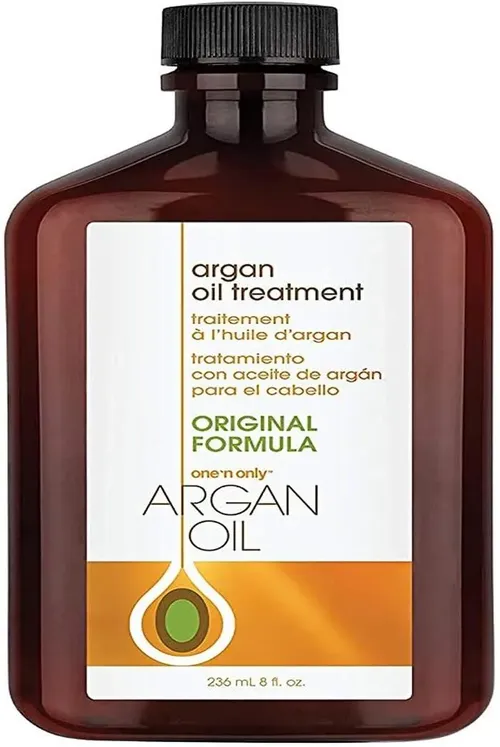 argan
oil treatment
traitement
à l'huile d'argan
tratamiento
con aceite de argán
para el cabello
ORIGINAL
FORMULA
one'n only™
ARGAN
OIL
236 mL 8 fl. oz.